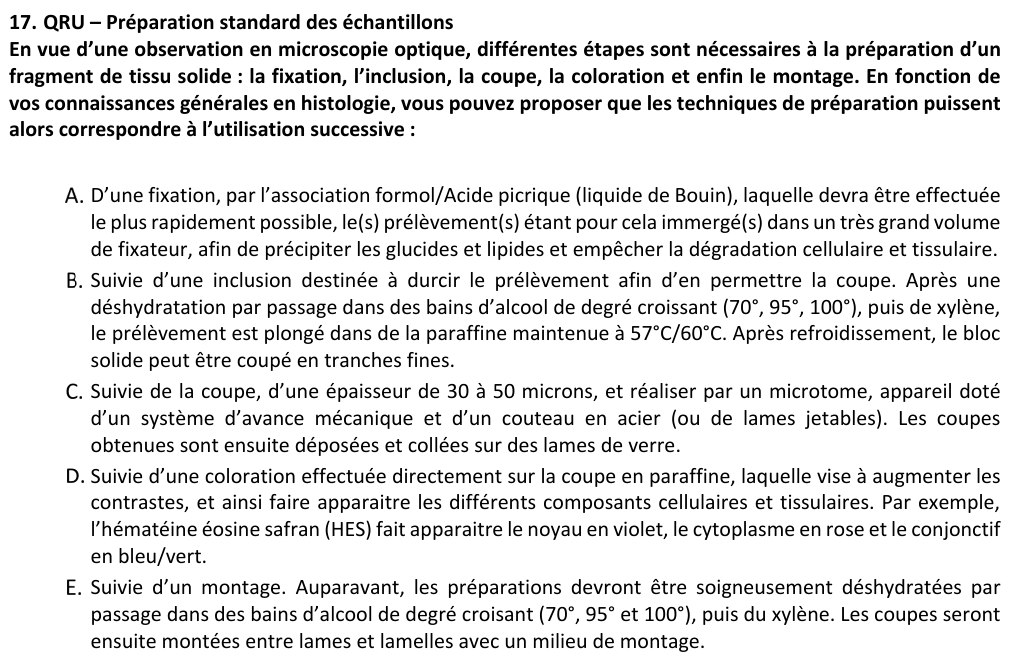 17. QRU – Préparation standard des échantillons
En vue d’une observation en microscopie optique, différentes étapes sont nécessaires à la préparation d’un
fragment de tissu solide : la fixation, l’inclusion, la coupe, la coloration et enfin le montage. En fonction de
vos connaissances générales en histologie, vous pouvez proposer que les techniques de préparation puissent
alors correspondre à l’utilisation successive :
A. D’une fixation, par l’association formol/Acide picrique (liquide de Bouin), laquelle devra être effectuée
le plus rapidement possible, le(s) prélèvement(s) étant pour cela immergé(s) dans un très grand volume
de fixateur, afin de précipiter les glucides et lipides et empêcher la dégradation cellulaire et tissulaire.
B. Suivie d’une inclusion destinée à durcir le prélèvement afin d’en permettre la coupe. Après une
déshydratation par passage dans des bains d’alcool de degré croissant (70°, 95°, 100°), puis de xylène,
le prélèvement est plongé dans de la paraffine maintenue à 57°C/60°C. Après refroidissement, le bloc
solide peut être coupé en tranches fines.
C. Suivie de la coupe, d’une épaisseur de 30 à 50 microns, et réaliser par un microtome, appareil doté
d’un système d’avance mécanique et d’un couteau en acier (ou de lames jetables). Les coupes
obtenues sont ensuite déposées et collées sur des lames de verre.
D. Suivie d’une coloration effectuée directement sur la coupe en paraffine, laquelle vise à augmenter les
contrastes, et ainsi faire apparaitre les différents composants cellulaires et tissulaires. Par exemple,
l’hématéine éosine safran (HES) fait apparaitre le noyau en violet, le cytoplasme en rose et le conjonctif
en bleu/vert.
E. Suivie d’un montage. Auparavant, les préparations devront être soigneusement déshydratées par
passage dans des bains d’alcool de degré croisant (70°, 95° et 100°), puis du xylène. Les coupes seront
ensuite montées entre lames et lamelles avec un milieu de montage.